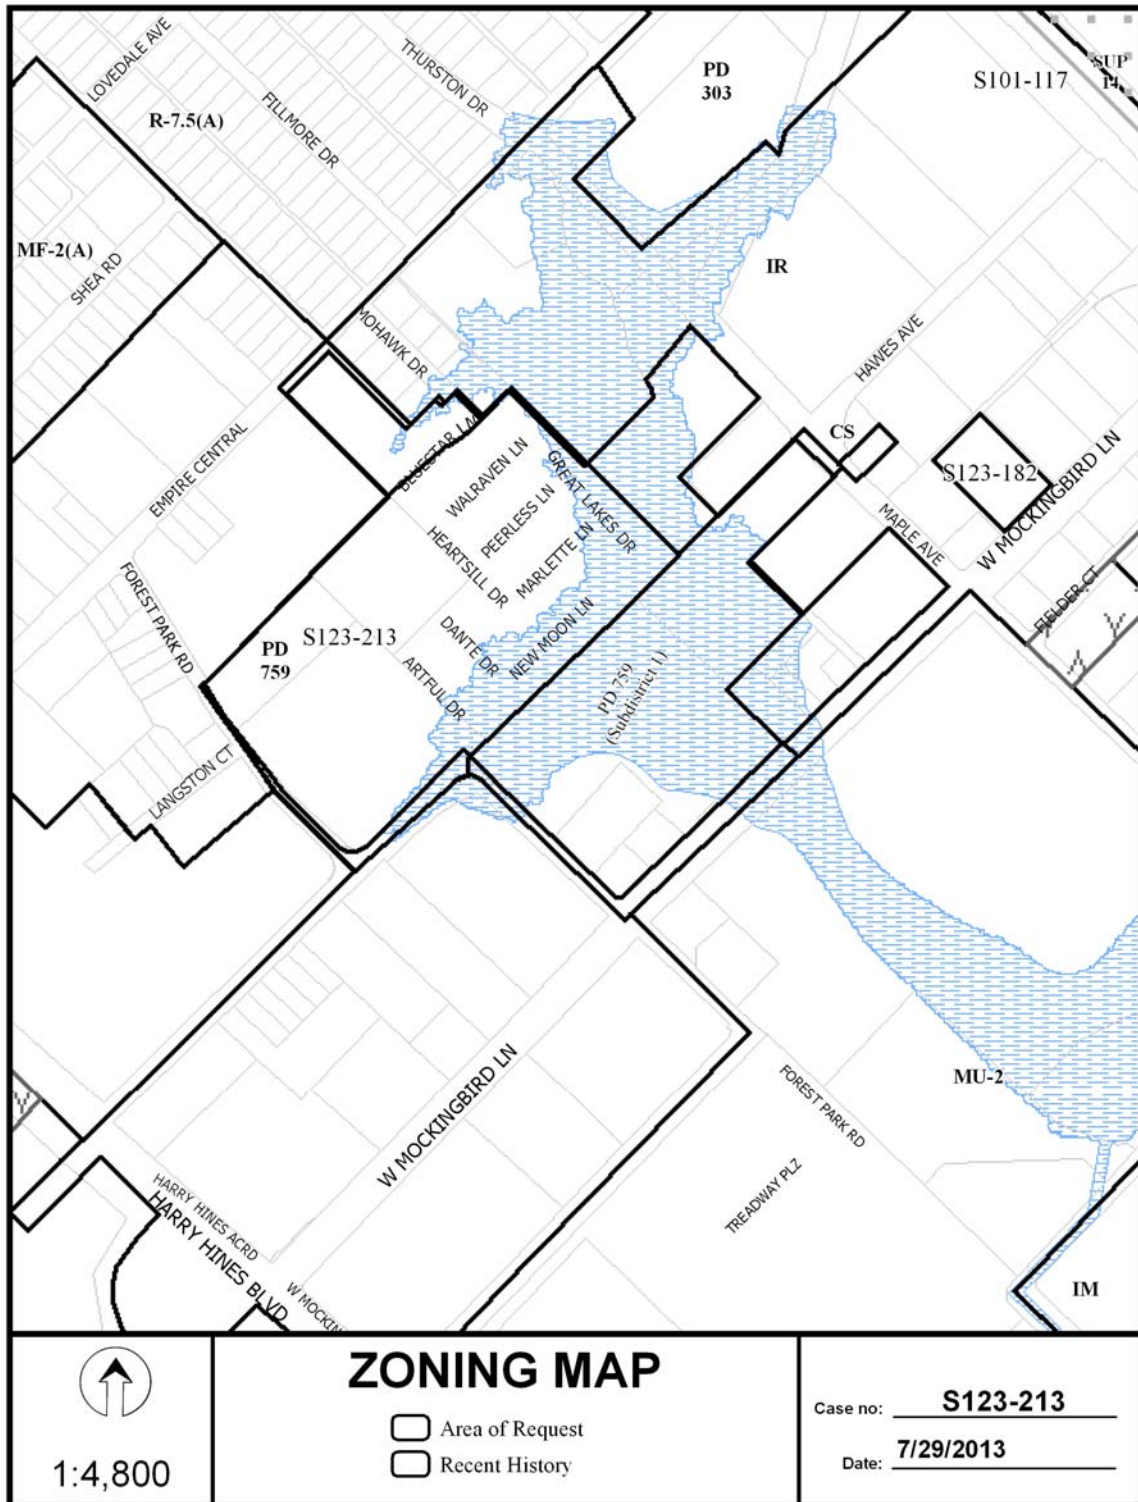 LOVEDALE AVE
THURSTON DR
PD
303
S101-117
SUP
14
R-7.5(A)
FILLMORE DR
MF-2(A)
SHEA RD
IR
MOHAWK DR
HAWES AVE
EMPIRE CENTRAL
BLUESTAR LN
WALRAVEN LN
GREAT LAKES DR
CS
S123-182
W MOCKINGBIRD LN
PEERLESS LN
MAPLE AVE
HEARTSILL DR
MARLETTE LN
FOREST PARK RD
FIELDER CT
NEW MOON LN
DANTE DR
S123-213
PD
759
ARTFUL DR
PD 759
(Subdistrict 1)
LANGSTON CT
W MOCKINGBIRD LN
FOREST PARK RD
MU-2
TREADWAY PLZ
HARRY HINES ACRD
HARRY HINES BLVD
W MOCKIN
IM
1:4,800
ZONING MAP
Area of Request
Recent History
Case no: S123-213
Date: 7/29/2013